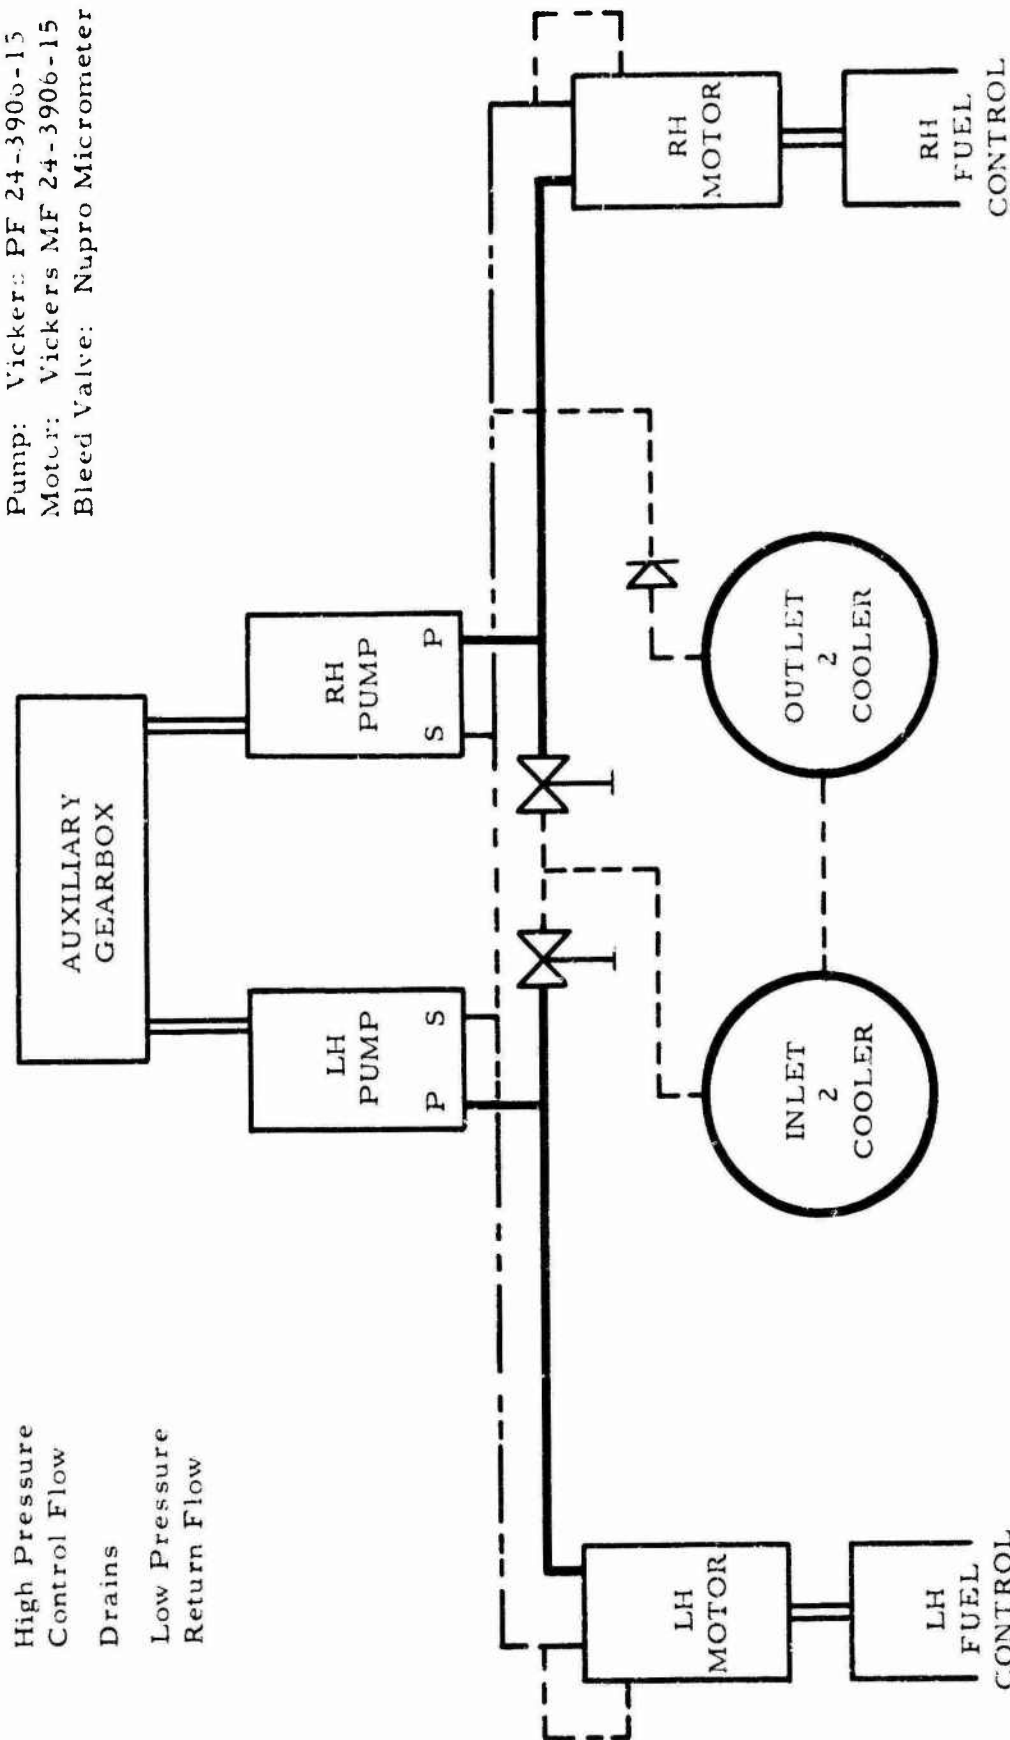 High Pressure
Control Flow
Drains
Low Pressure
Return Flow
Pump: Vickers PF 24-3906-15
Motor: Vickers MF 24-3906-15
Bleed Valve: Nupro Micrometer
AUXILIARY
GEARBOX
LH
PUMP
P S
RH
PUMP
S P
LH
MOTOR
RH
MOTOR
INLET
2
COOLER
OUTLET
2
COOLER
LH
FUEL
CONTROL
RH
FUEL
CONTROL